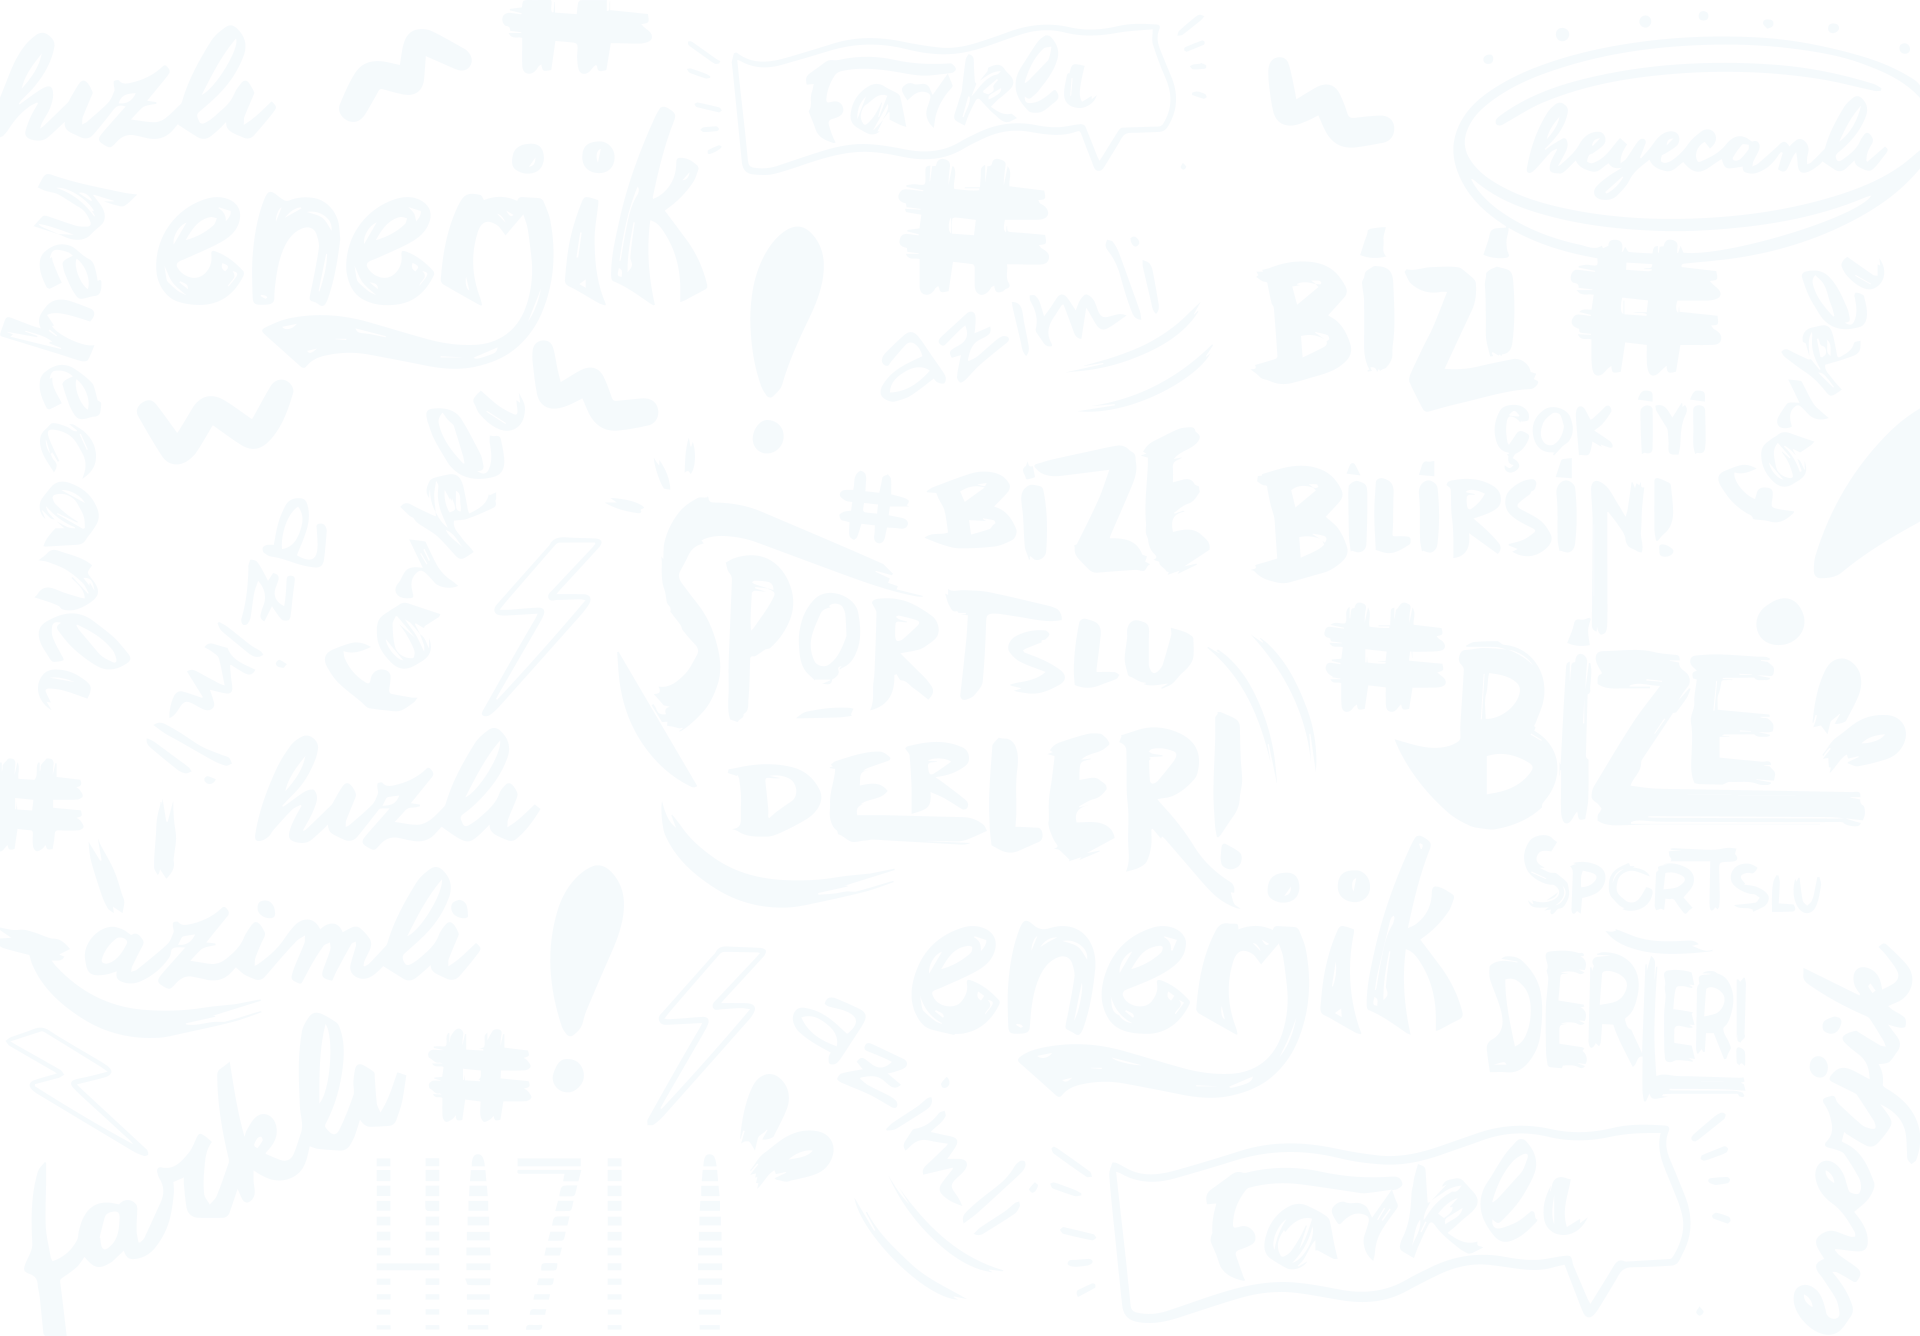 hızlı
#
Farklı
heyecanlı
heyecanlı
enerjik
!
#
azimli
BİZİ
#
ÇOK İYİ
Farklı
Farklı
#BİZE
BİLİRSİN!
azimli
SPORTSLU
DERLER!
#BİZE
!
hızlı
#
azimli
!
enerjik
SPORTSLU
DERLER!
farklı
#
azimli
enerjik
HIZLI
Farklı